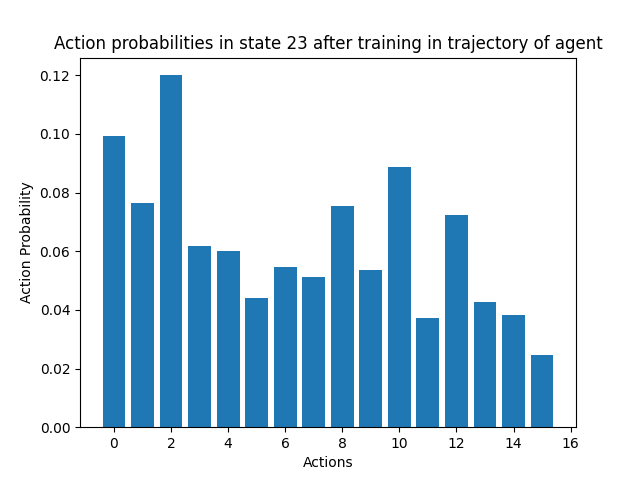 Action probabilities in state 23 after training in trajectory of agent
0.12
0.10
0.08
0.06
0.04
0.02
0.00
Action Probability
0 2 4 6 8 10 12 14 16
Actions